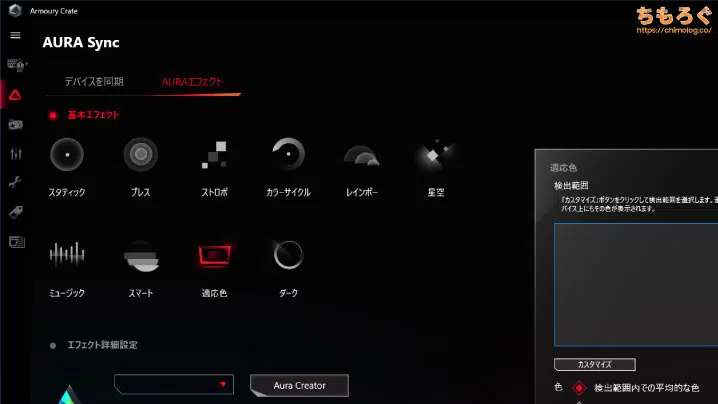 Armoury Crate
ちもろぐ
https://chimolog.co/
AURA Sync
デバイスを同期
AURAエフェクト
基本エフェクト
スタティック
ブレス
ストロボ
カラーサイクル
レインボー
星空
ミュージック
スマート
適応色
ダーク
適応色
検出範囲
「カスタマイズ」ボタンをクリックして検出範囲を選択します。
バイス上にもその色が表示されます。
カスタマイズ
色
検出範囲内での平均的な色
エフェクト詳細設定
Aura Creator